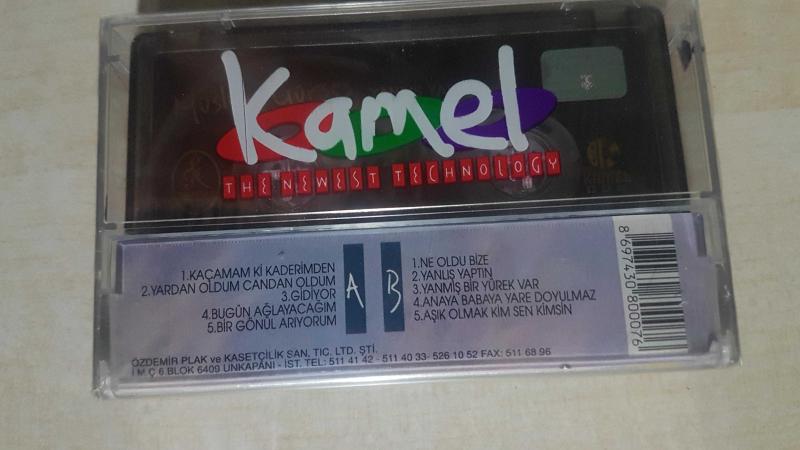 Kamel
THE NEWEST TECHNOLOGY
A
1.KAÇAMAM Kİ KADERİMDEN
2.YARDAN OLDUM CANDAN OLDUM
3.GİDİYOR
4.BUGÜN AĞLAYACAĞIM
5.BİR GÖNÜL ARIYORUM
B
1.NE OLDU BİZE
2.YANLIŞ YAPTIN
3.YANMIŞ BİR YÜREK VAR
4.ANAYA BABAYA YARE DOYULMAZ
5.AŞIK OLMAK KİM SEN KİMSİN
8697430800076
ÖZDEMİR PLAK ve KASETÇİLİK SAN. TİC. LTD. ŞTİ.
İ M Ç 6.BLOK 6409 UNKAPANI - İST. TEL: 511 41 42 - 511 40 33- 526 10 52 FAX: 511 68 96